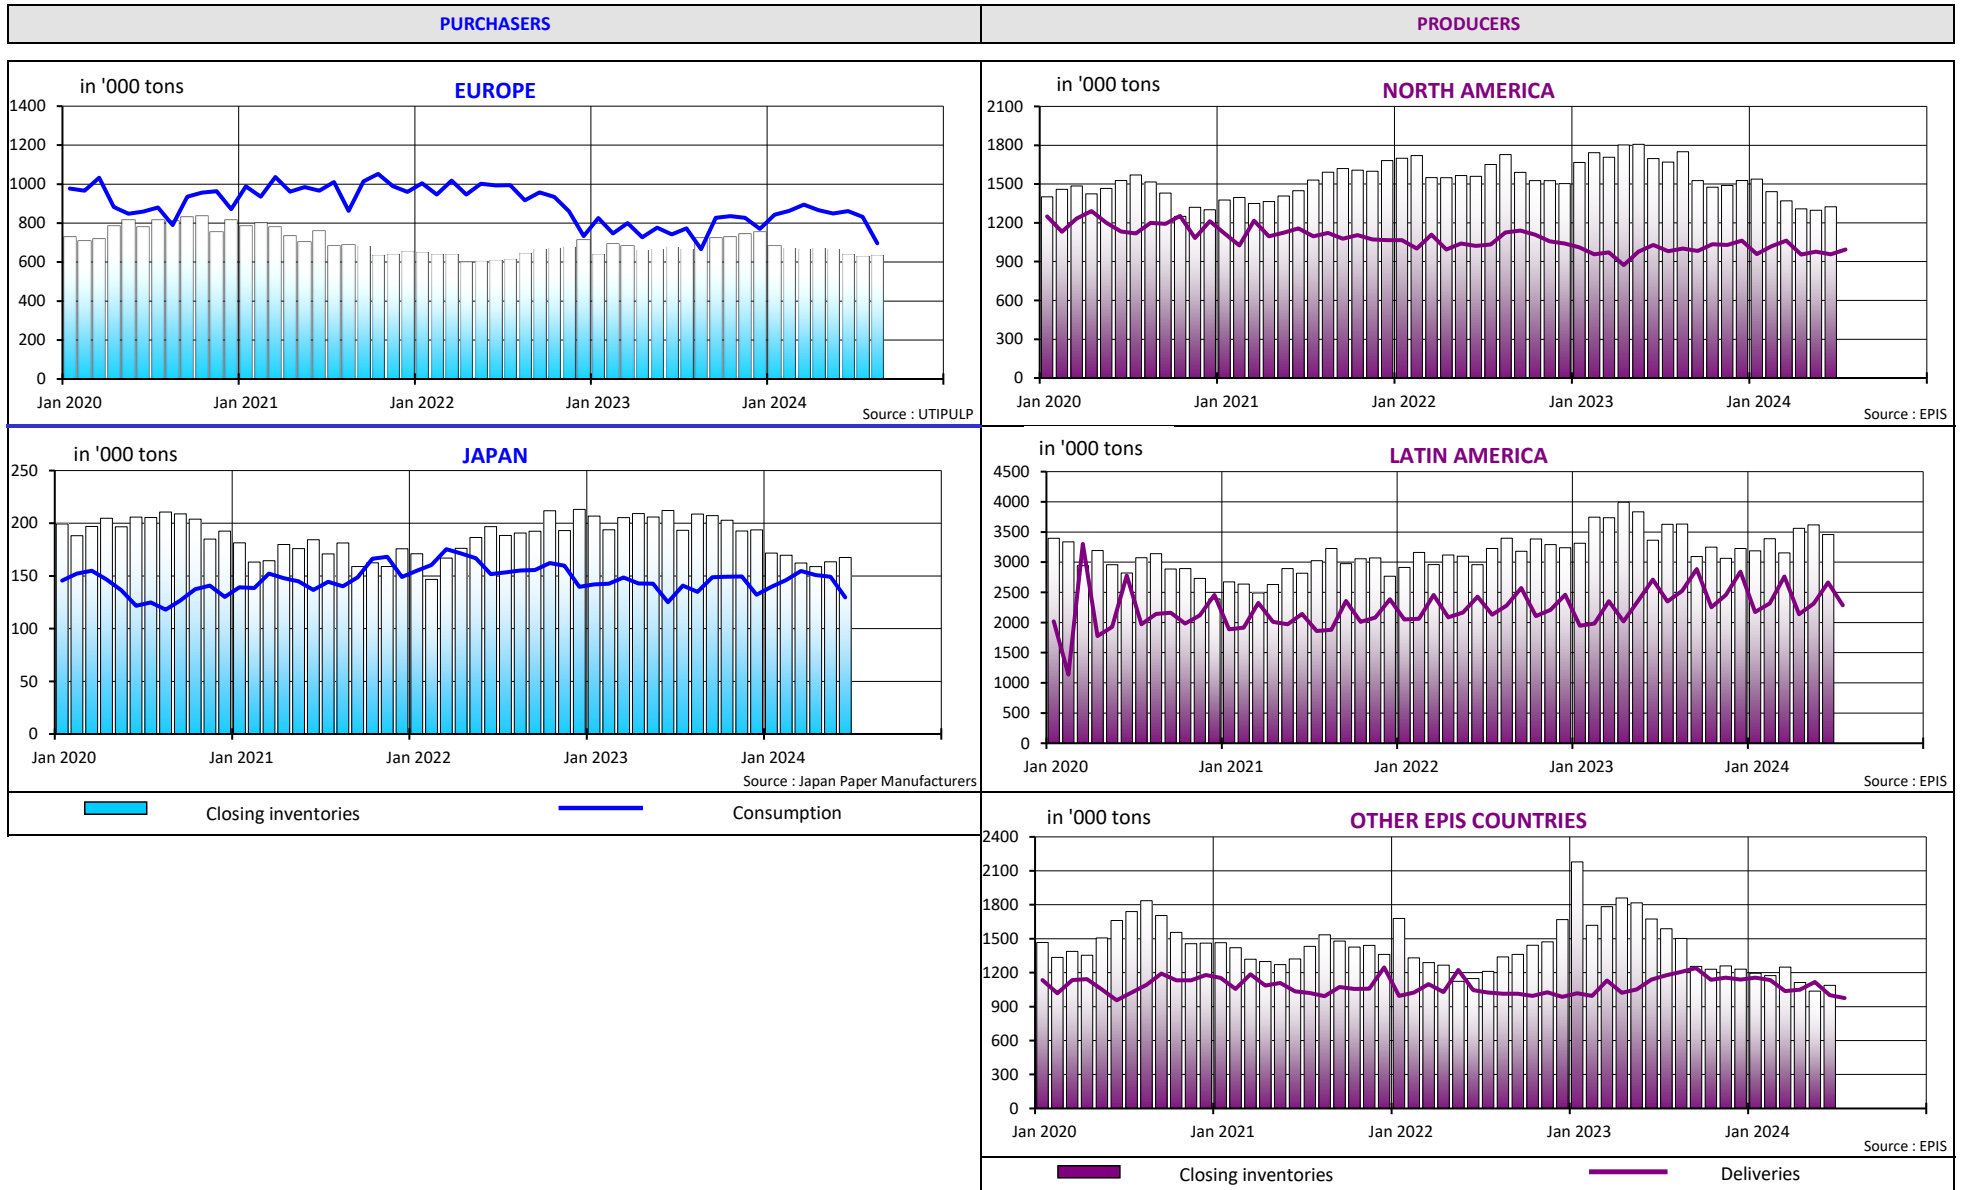 PURCHASERS
PRODUCERS
in '000 tons
EUROPE
1400
1200
1000
800
600
400
200
0
Jan 2020
Jan 2021
Jan 2022
Jan 2023
Jan 2024
Source : UTIPULP
in '000 tons
NORTH AMERICA
2100
1800
1500
1200
900
600
300
0
Jan 2020
Jan 2021
Jan 2022
Jan 2023
Jan 2024
Source : EPIS
in '000 tons
JAPAN
250
200
150
100
50
0
Jan 2020
Jan 2021
Jan 2022
Jan 2023
Jan 2024
Source : Japan Paper Manufacturers
Closing inventories
Consumption
in '000 tons
LATIN AMERICA
4500
4000
3500
3000
2500
2000
1500
1000
500
0
Jan 2020
Jan 2021
Jan 2022
Jan 2023
Jan 2024
Source : EPIS
in '000 tons
OTHER EPIS COUNTRIES
2400
2100
1800
1500
1200
900
600
300
0
Jan 2020
Jan 2021
Jan 2022
Jan 2023
Jan 2024
Source : EPIS
Closing inventories
Deliveries